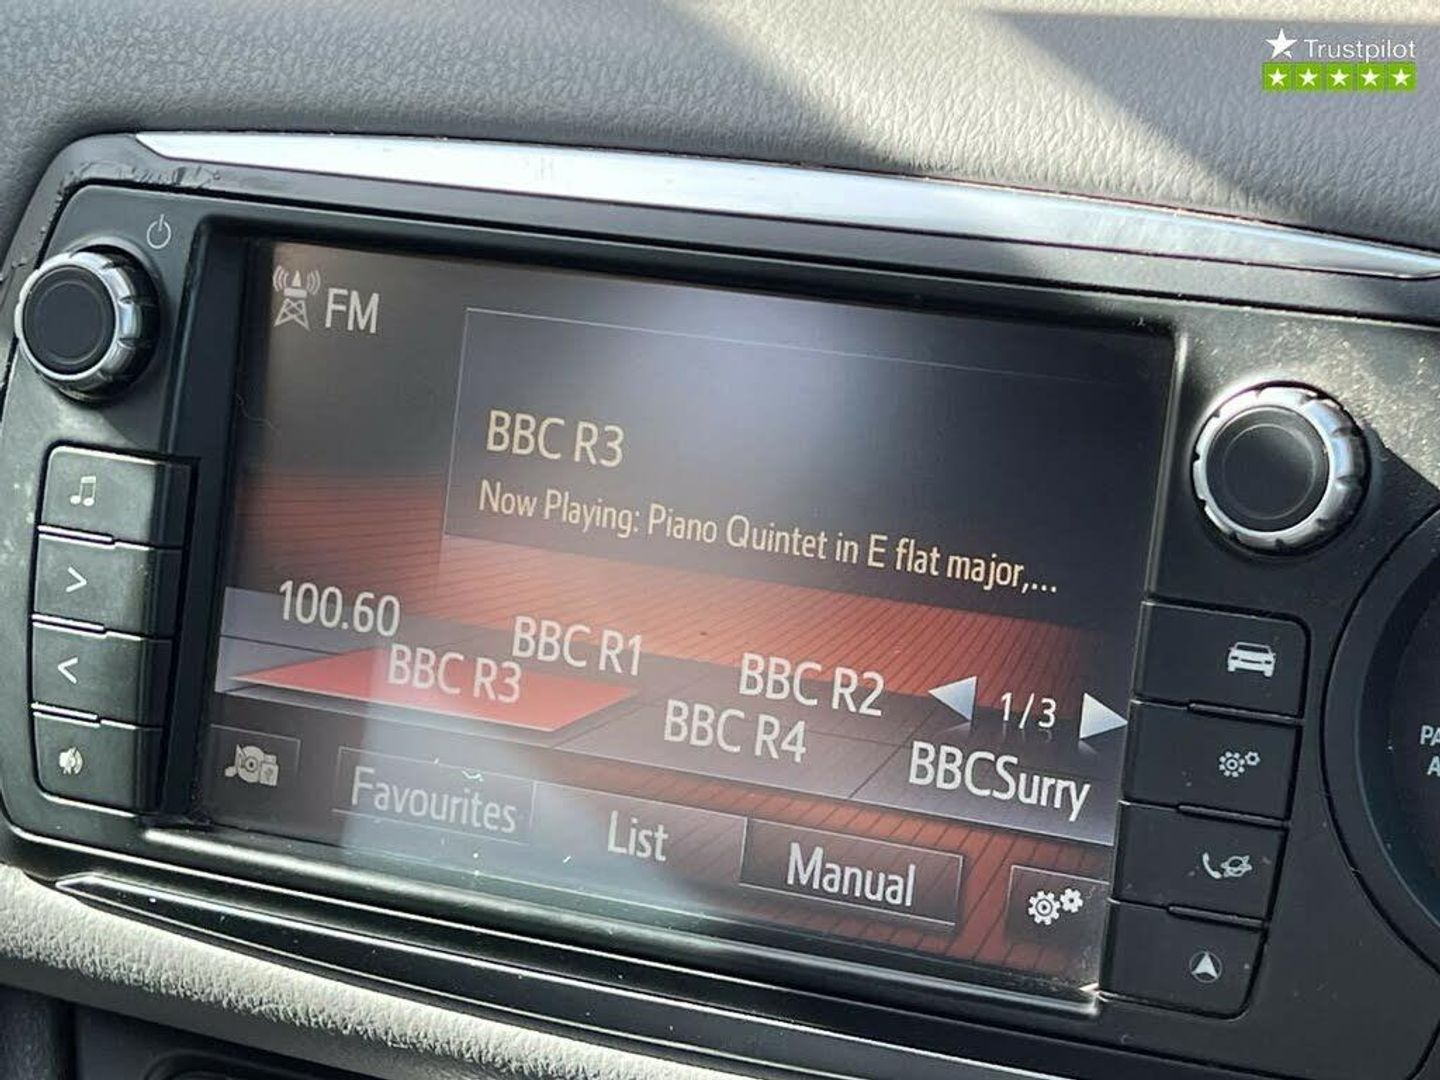 Trustpilot
FM
BBC R3
Now Playing: Piano Quintet in E flat major,...
100.60
BBC R1
BBC R2
1/3
BBC R3
BBC R4
BBCSurry
Favourites
List
Manual
PA
A